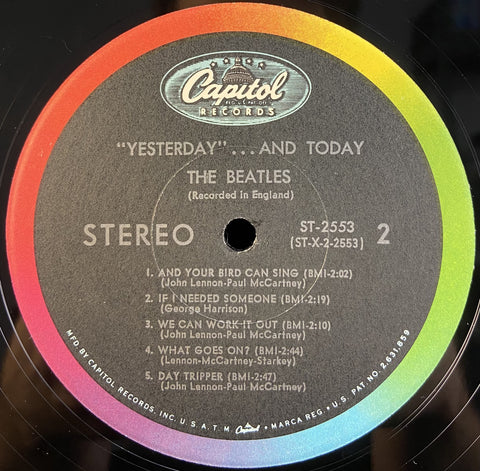 Capitol
RECORDS
"YESTERDAY"...AND TODAY
THE BEATLES
(Recorded in England)
STEREO
ST-2553
(ST-X-2-2553)
2
1. AND YOUR BIRD CAN SING (BMI-2:02)
(John Lennon-Paul McCartney)
2. IF I NEEDED SOMEONE (BMI-2:19)
(George Harrison)
3. WE CAN WORK IT OUT (BMI-2:10)
(John Lennon-Paul McCartney)
4. WHAT GOES ON? (BMI-2:44)
(Lennon-McCartney-Starkey)
5. DAY TRIPPER (BMI-2:47)
(John Lennon-Paul McCartney)
MFD. BY CAPITOL RECORDS, INC. U.S.A. T.M. Capitol MARCA REG. • U.S. PAT. NO. 2,631,859